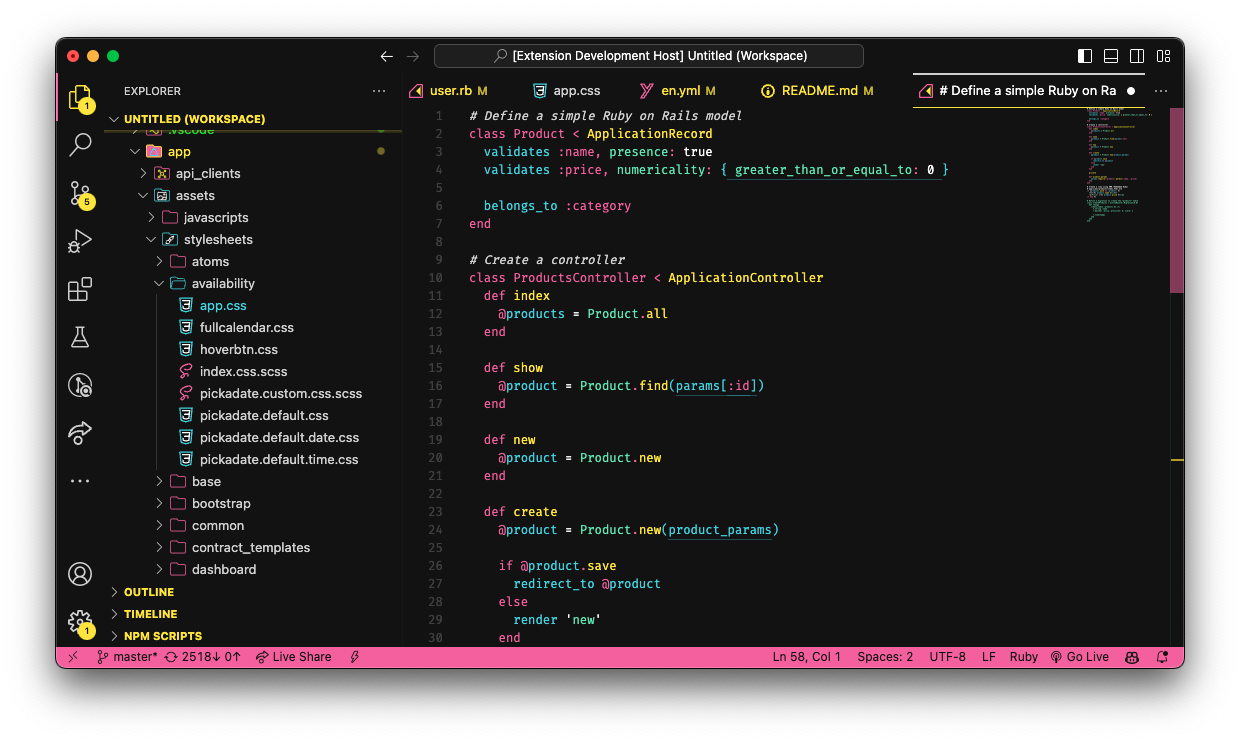 [Extension Development Host] Untitled (Workspace)
EXPLORER
user.rb M
app.css
en.yml M
README.md M
# Define a simple Ruby on Ra
UNTITLED (WORKSPACE)
.vscode
app
api_clients
assets
javascripts
stylesheets
atoms
availability
app.css
fullcalendar.css
hoverbtn.css
index.css.scss
pickadate.custom.css.scss
pickadate.default.css
pickadate.default.date.css
pickadate.default.time.css
base
bootstrap
common
contract_templates
dashboard
OUTLINE
TIMELINE
NPM SCRIPTS
1
5
1
1 # Define a simple Ruby on Rails model
2 class Product < ApplicationRecord
3 validates :name, presence: true
4 validates :price, numericality: { greater_than_or_equal_to: 0 }
5
6 belongs_to :category
7 end
8
9 # Create a controller
10 class ProductsController < ApplicationController
11 def index
12 @products = Product.all
13 end
14
15 def show
16 @product = Product.find(params[:id])
17 end
18
19 def new
20 @product = Product.new
21 end
22
23 def create
24 @product = Product.new(product_params)
25
26 if @product.save
27 redirect_to @product
28 else
29 render 'new'
30 end
master* 2518↓ 0↑ Live Share
Ln 58, Col 1 Spaces: 2 UTF-8 LF Ruby Go Live